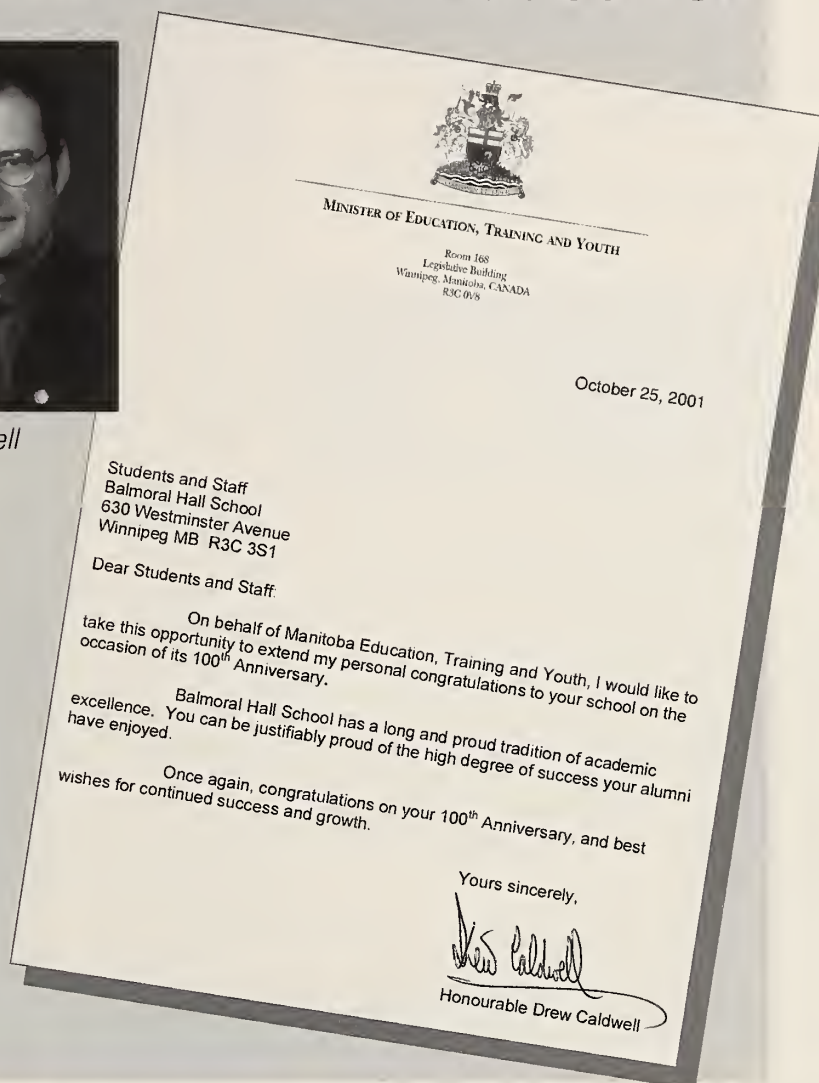 MINISTER OF EDUCATION, TRAINING AND YOUTH
Room 168
Legislative Building
Winnipeg, Manitoba, CANADA
R3C 0V8
October 25, 2001
ell
Students and Staff
Balmoral Hall School
630 Westminster Avenue
Winnipeg MB R3C 3S1
Dear Students and Staff:
On behalf of Manitoba Education, Training and Youth, I would like to
take this opportunity to extend my personal congratulations to your school on the
occasion of its 100th Anniversary.
Balmoral Hall School has a long and proud tradition of academic
excellence. You can be justifiably proud of the high degree of success your alumni
have enjoyed.
Once again, congratulations on your 100th Anniversary, and best
wishes for continued success and growth.
Yours sincerely,
Drew Caldwell
Honourable Drew Caldwell